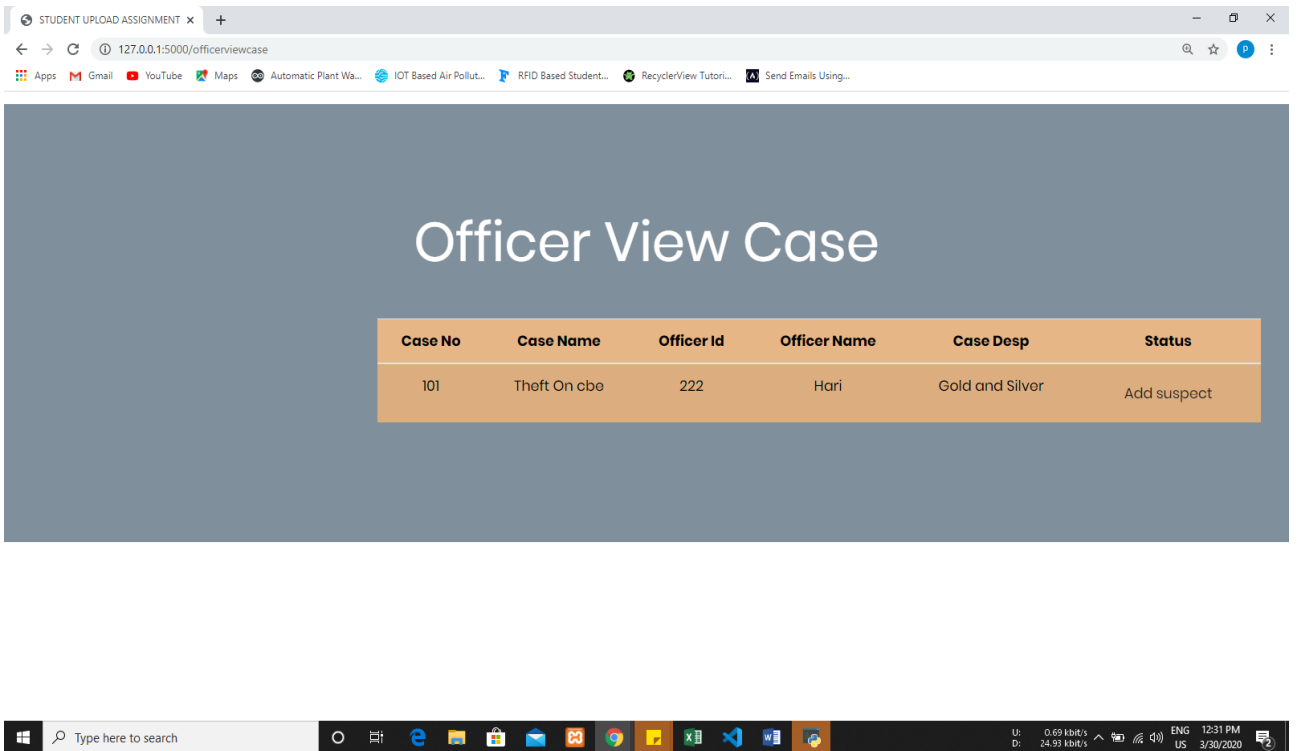 STUDENT UPLOAD ASSIGNMENT
127.0.0.1:5000/officerviewcase
P
Apps Gmail YouTube Maps Automatic Plant Wa... IOT Based Air Pollut... RFID Based Student... RecyclerView Tutori... Send Emails Using...
Officer View Case
Case No Case Name Officer Id Officer Name Case Desp Status
101 Theft On cbe 222 Hari Gold and Silver Add suspect
Type here to search
U: 0.69 kbit/s
D: 24.93 kbit/s
ENG
US
12:31 PM
3/30/2020
2